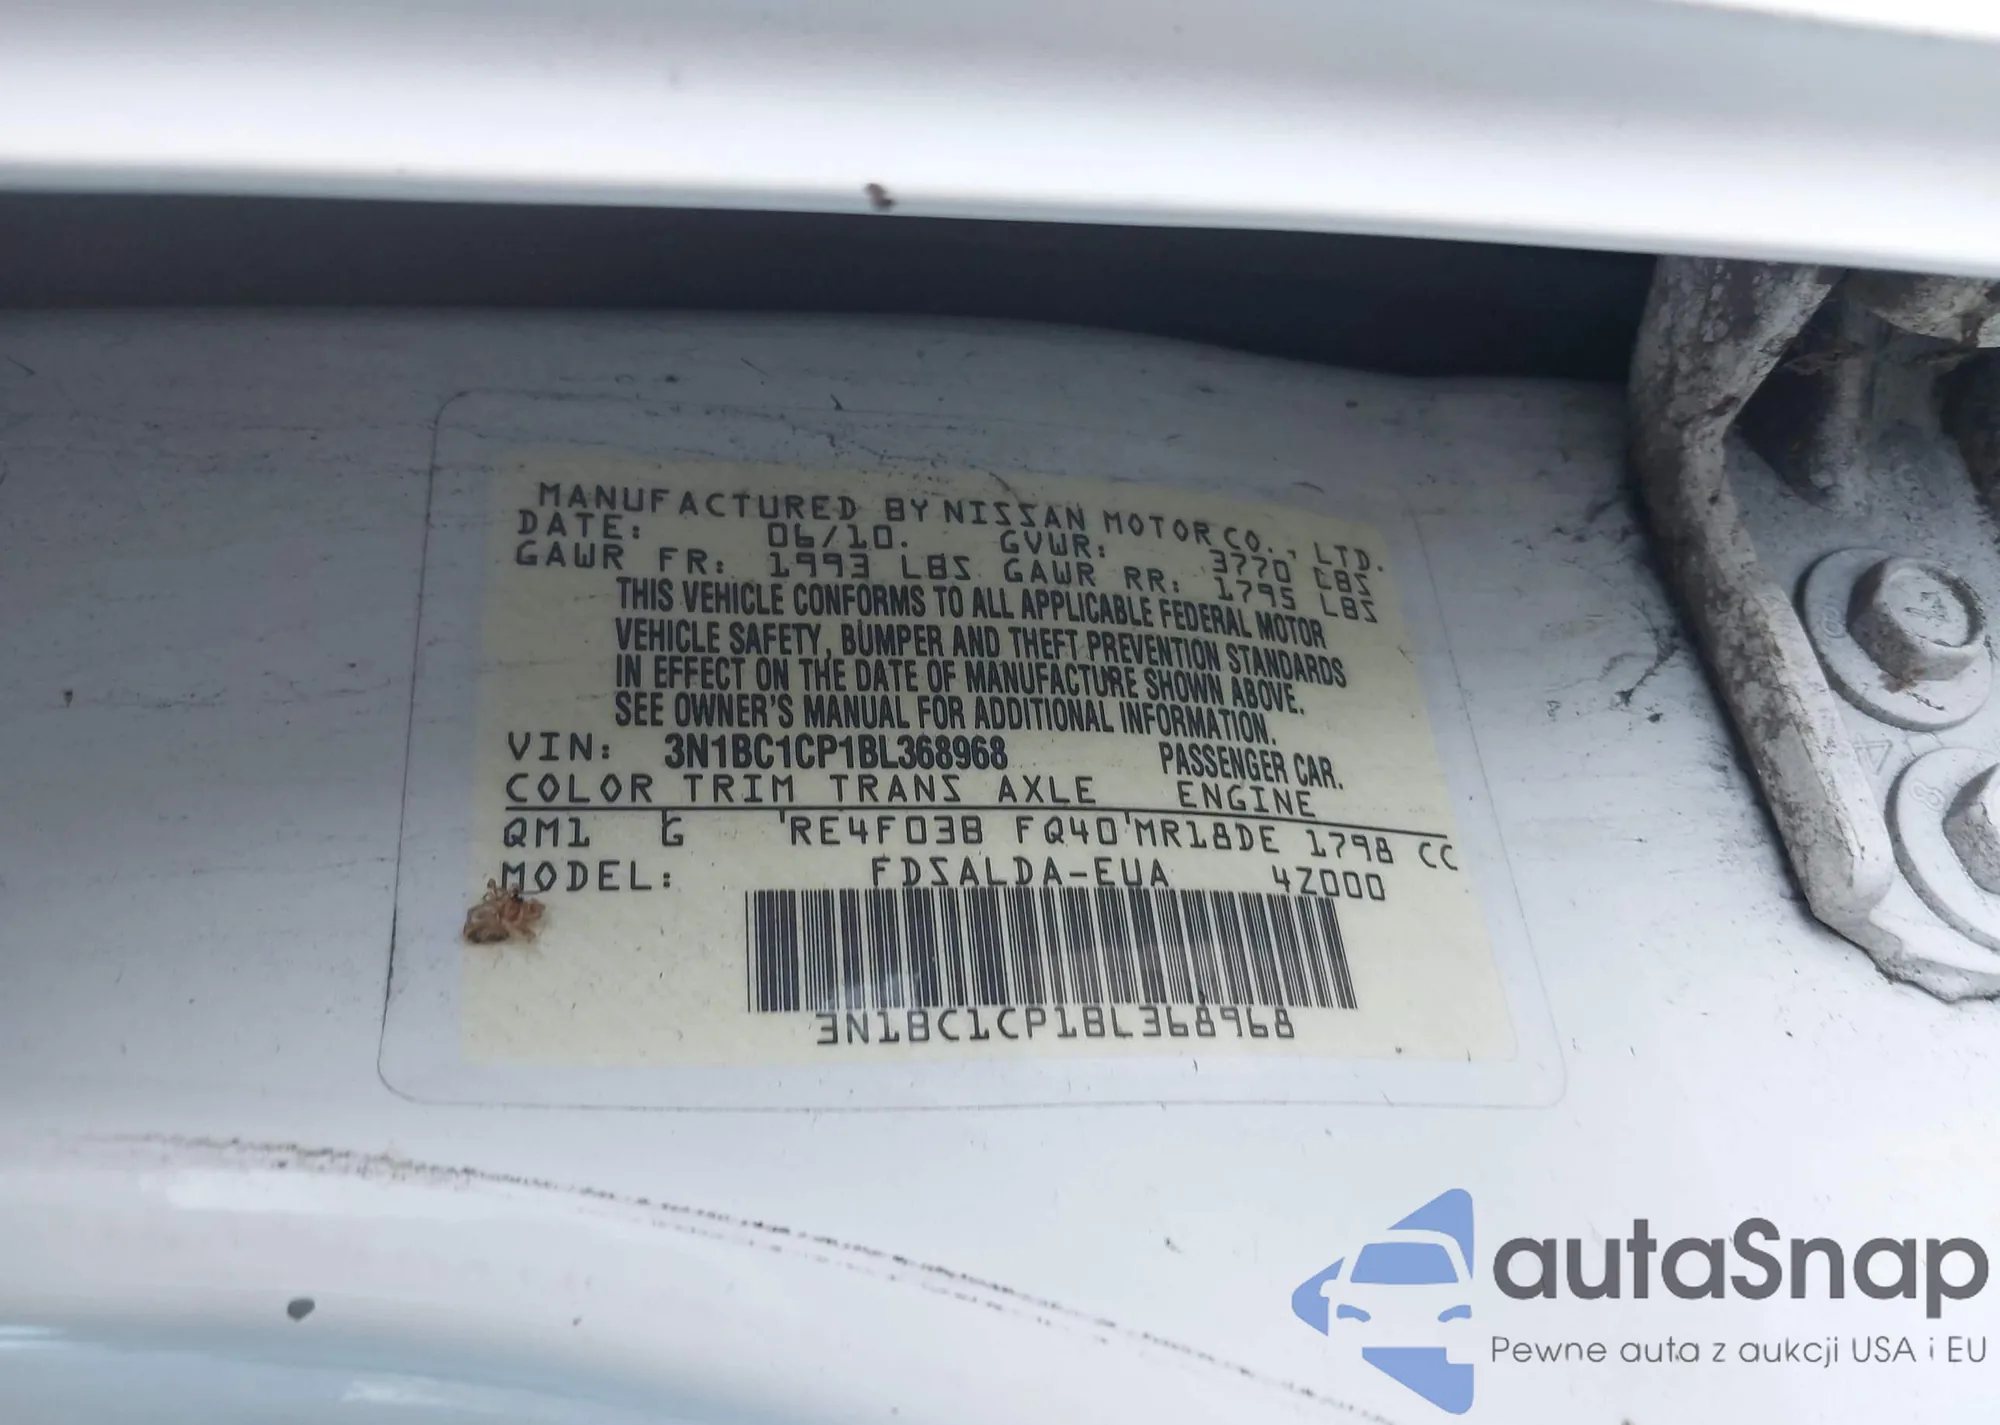 MANUFACTURED BY NISSAN MOTOR CO., LTD.
DATE: 06/10. GVWR: 3770 LBS
GAWR FR: 1993 LBS GAWR RR: 1795 LBS
THIS VEHICLE CONFORMS TO ALL APPLICABLE FEDERAL MOTOR
VEHICLE SAFETY, BUMPER AND THEFT PREVENTION STANDARDS
IN EFFECT ON THE DATE OF MANUFACTURE SHOWN ABOVE.
SEE OWNER'S MANUAL FOR ADDITIONAL INFORMATION.
VIN: 3N1BC1CP1BL368968 PASSENGER CAR.
COLOR TRIM TRANS AXLE ENGINE
QM1 G 'RE4F03B FQ40'MR18DE 1798 CC
MODEL: FDSALDA-EUA 4Z000
3N1BC1CP1BL368968
autaSnap
Pewne auta z aukcji USA i EU